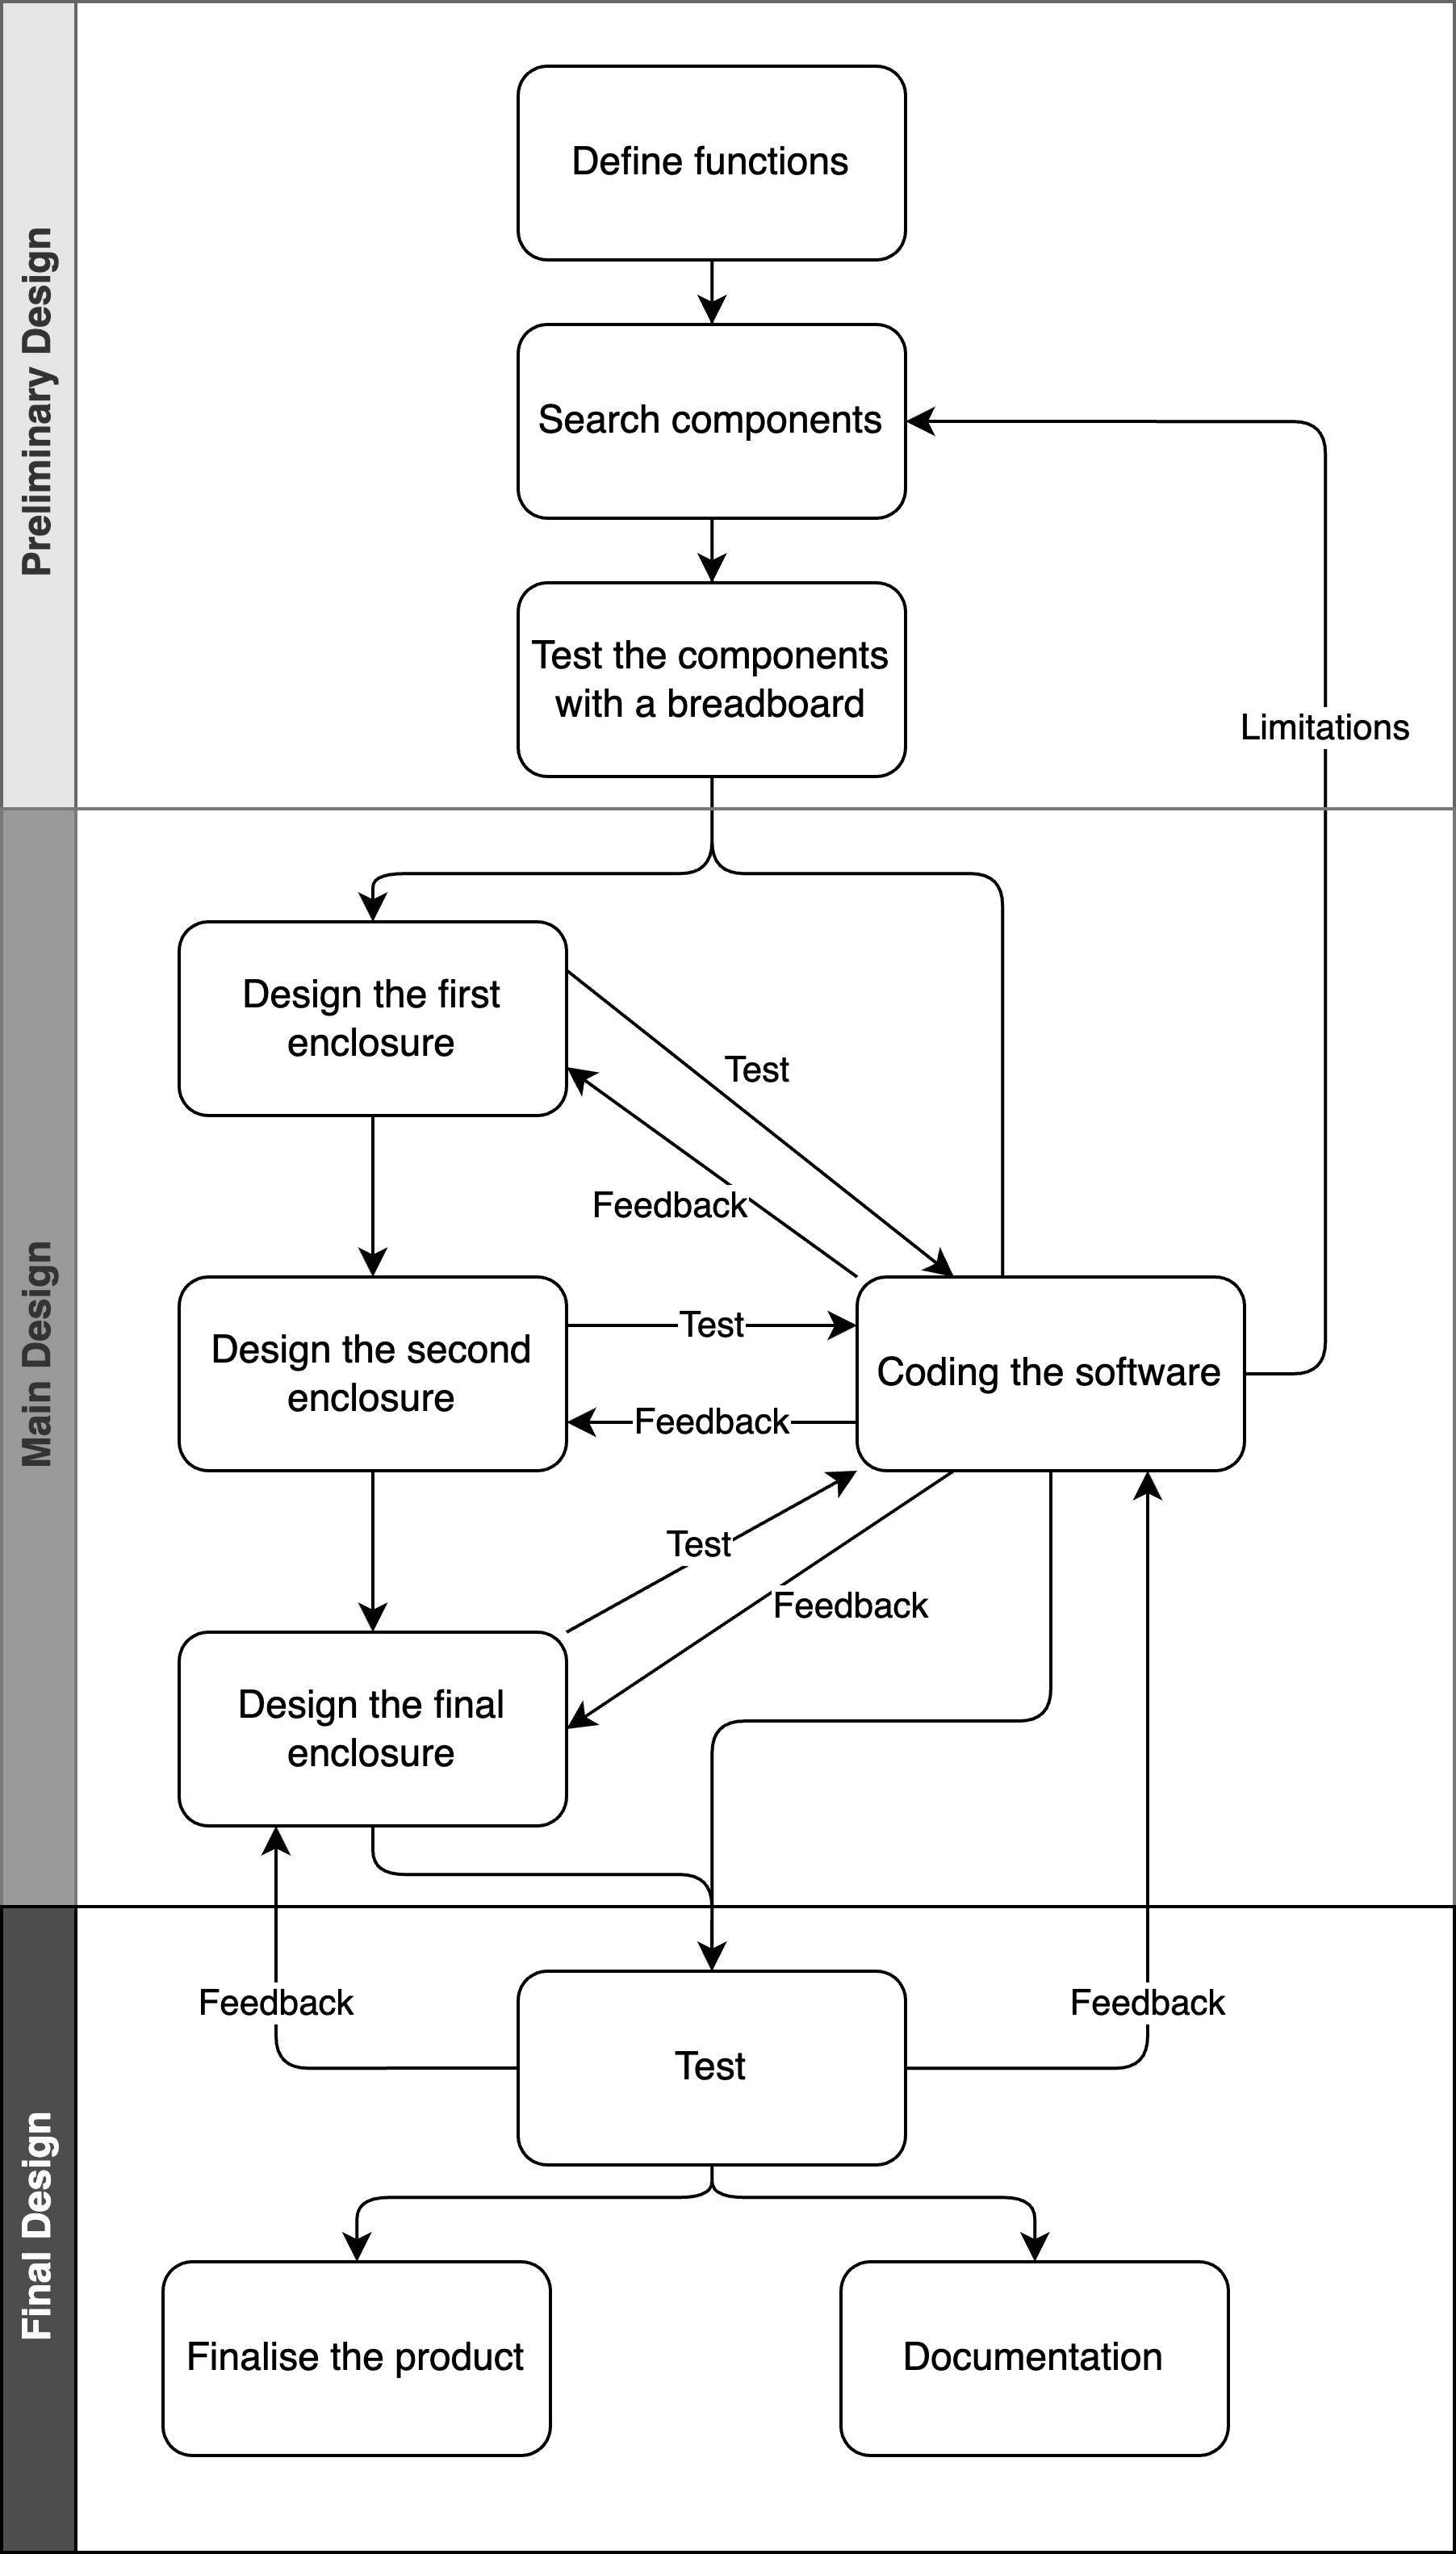 Preliminary Design
Define functions
Search components
Test the components
with a breadboard
Limitations
Main Design
Design the first
enclosure
Test
Feedback
Design the second
enclosure
Test
Feedback
Coding the software
Test
Feedback
Design the final
enclosure
Final Design
Feedback
Feedback
Test
Finalise the product
Documentation